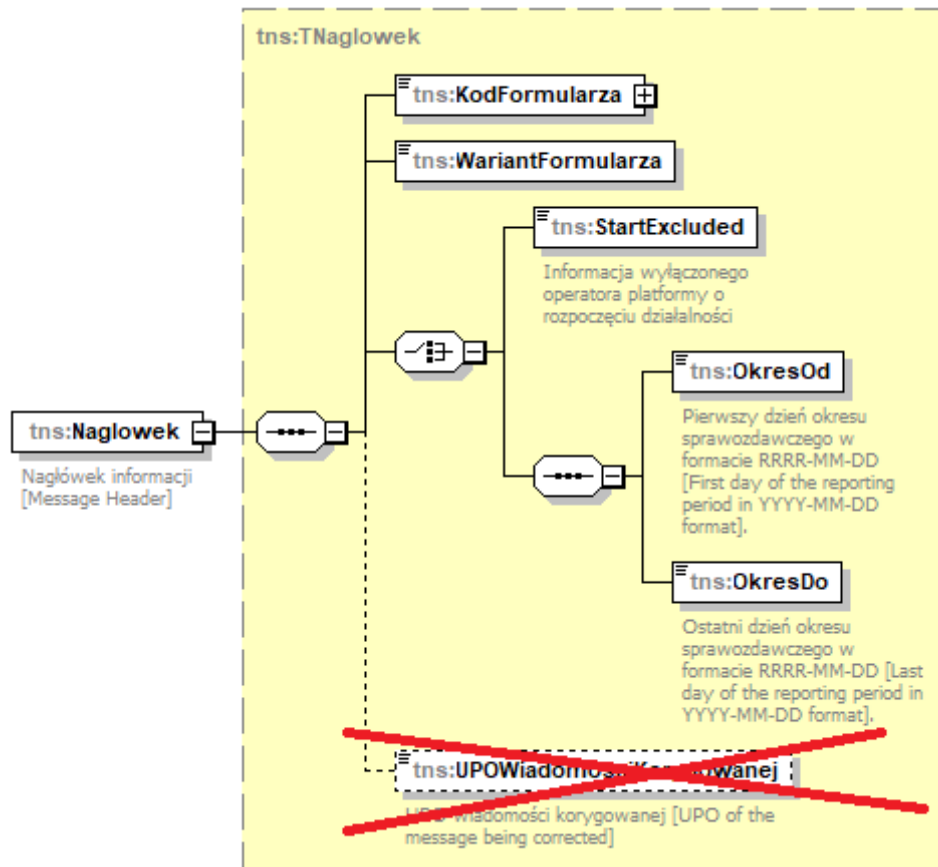 tns:TNaglowek
tns:KodFormularza
tns:WariantFormularza
tns:StartExcluded
Informacja wyłączonego
operatora platformy o
rozpoczęciu działalności
tns:OkresOd
Pierwszy dzień okresu
sprawozdawczego w
formacie RRRR-MM-DD
[First day of the reporting
period in YYYY-MM-DD
format].
tns:Naglowek
Nagłówek informacji
[Message Header]
tns:OkresDo
Ostatni dzień okresu
sprawozdawczego w
formacie RRRR-MM-DD [Last
day of the reporting period in
YYYY-MM-DD format].
tns:UPOWiadomosciKorygowanej
UPO wiadomości korygowanej [UPO of the
message being corrected]